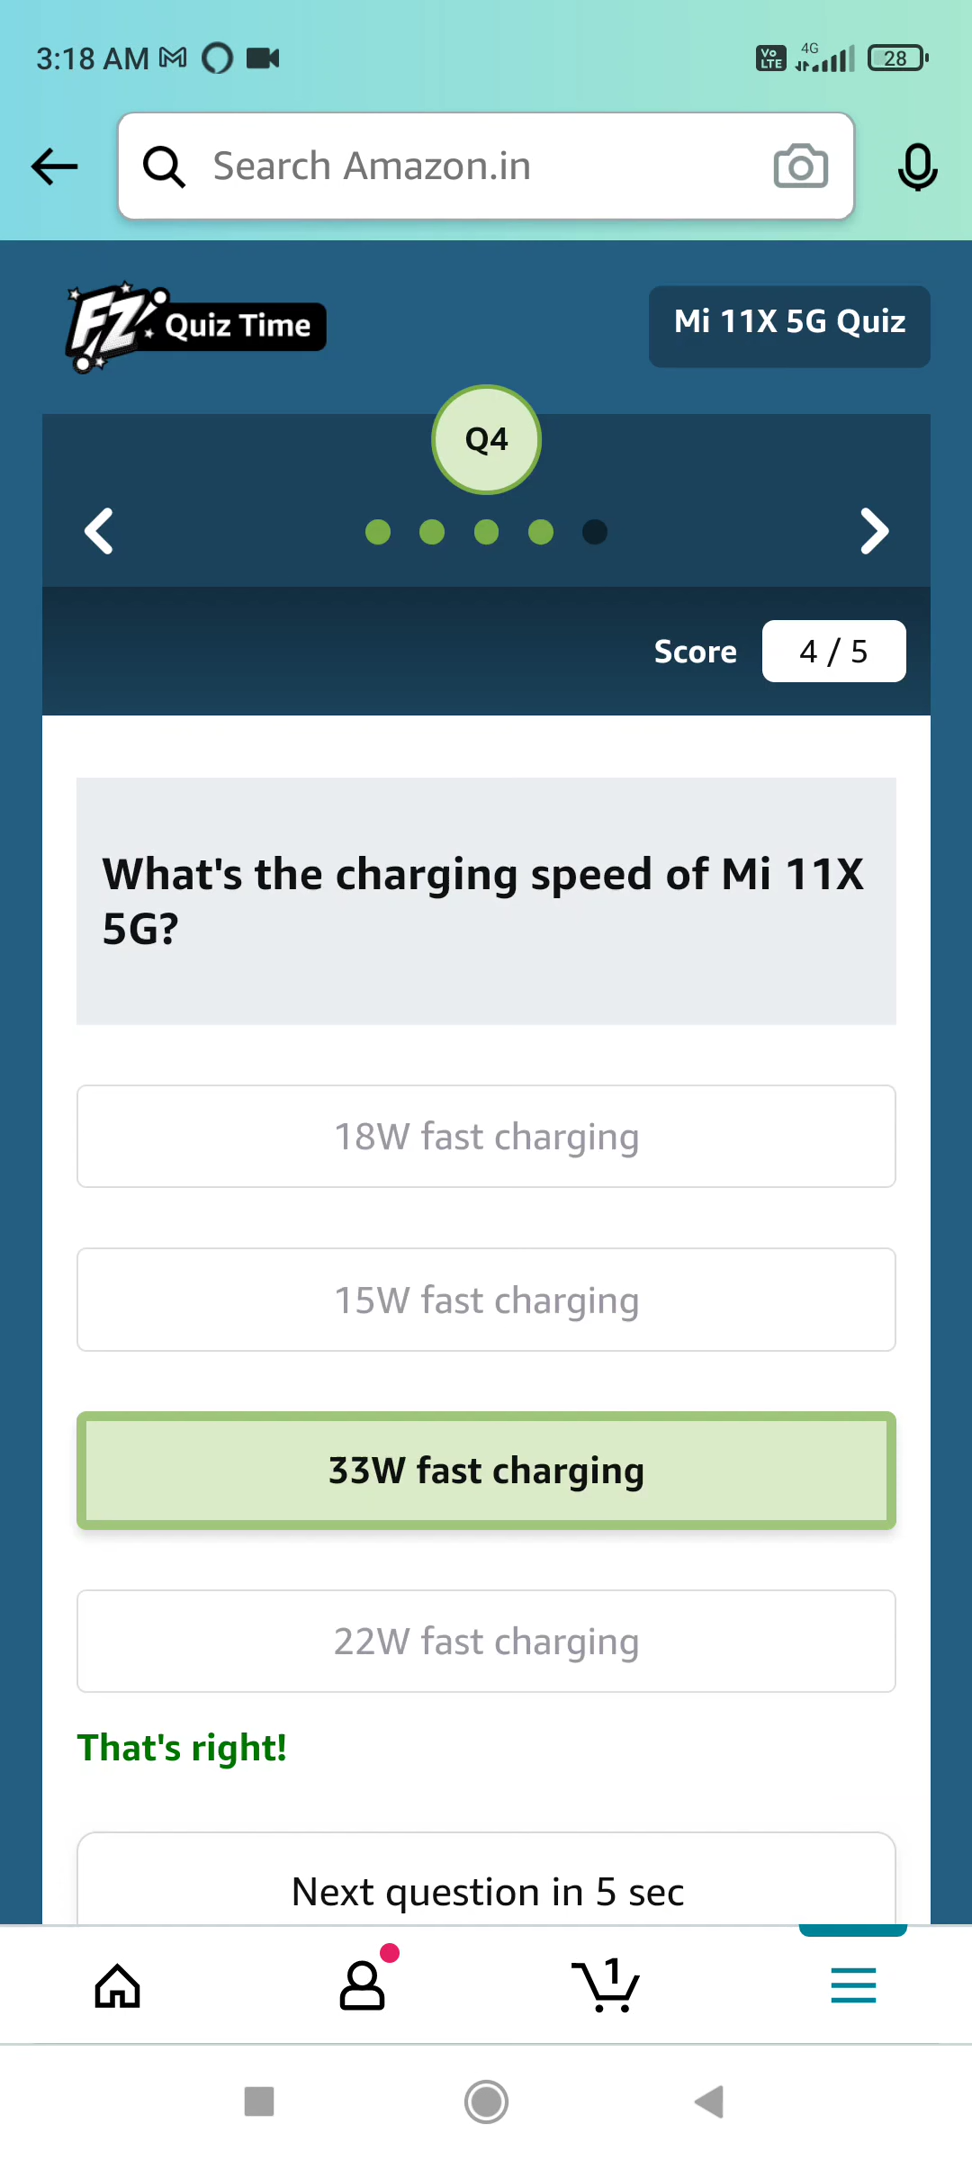 3:18 AM
Vo LTE 4G 28
Search Amazon.in
FZ Quiz Time
Mi 11X 5G Quiz
Q4
Score 4 / 5
What's the charging speed of Mi 11X
5G?
18W fast charging
15W fast charging
33W fast charging
22W fast charging
That's right!
Next question in 5 sec
1